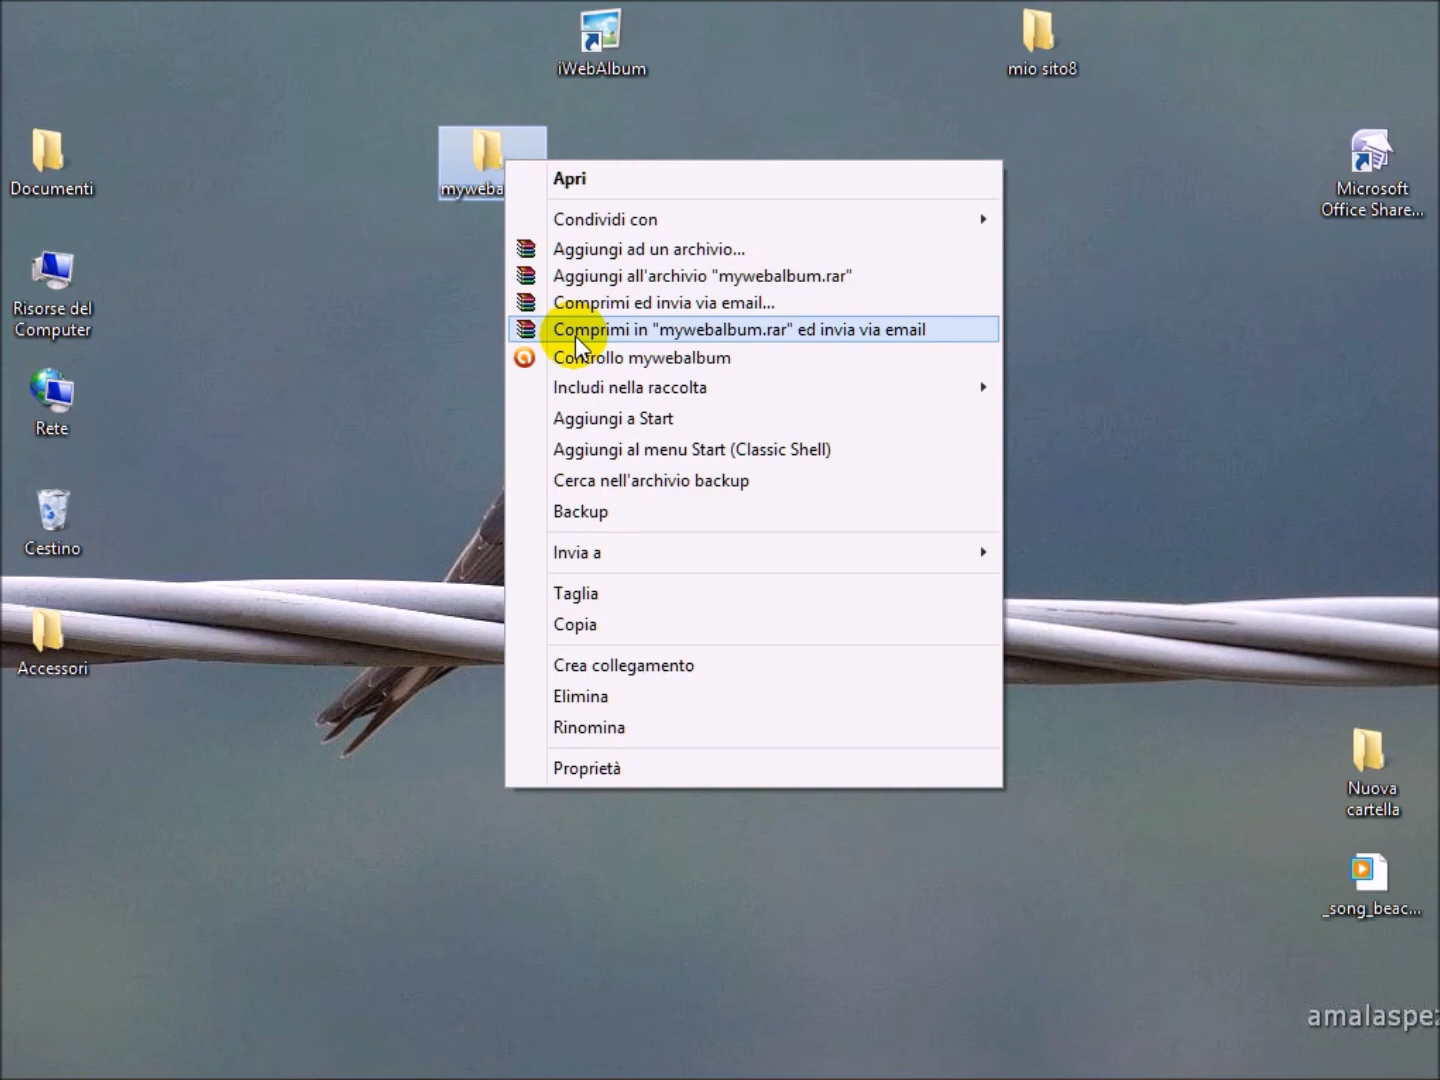 iWebAlbum
mio sito8
Documenti
myweba
Microsoft
Office Share...
Risorse del
Computer
Rete
Cestino
Accessori
Apri
Condividi con
Aggiungi ad un archivio...
Aggiungi all'archivio "mywebalbum.rar"
Comprimi ed invia via email...
Comprimi in "mywebalbum.rar" ed invia via email
Controllo mywebalbum
Includi nella raccolta
Aggiungi a Start
Aggiungi al menu Start (Classic Shell)
Cerca nell'archivio backup
Backup
Invia a
Taglia
Copia
Crea collegamento
Elimina
Rinomina
Proprietà
Nuova
cartella
_song_beac...
amalaspez